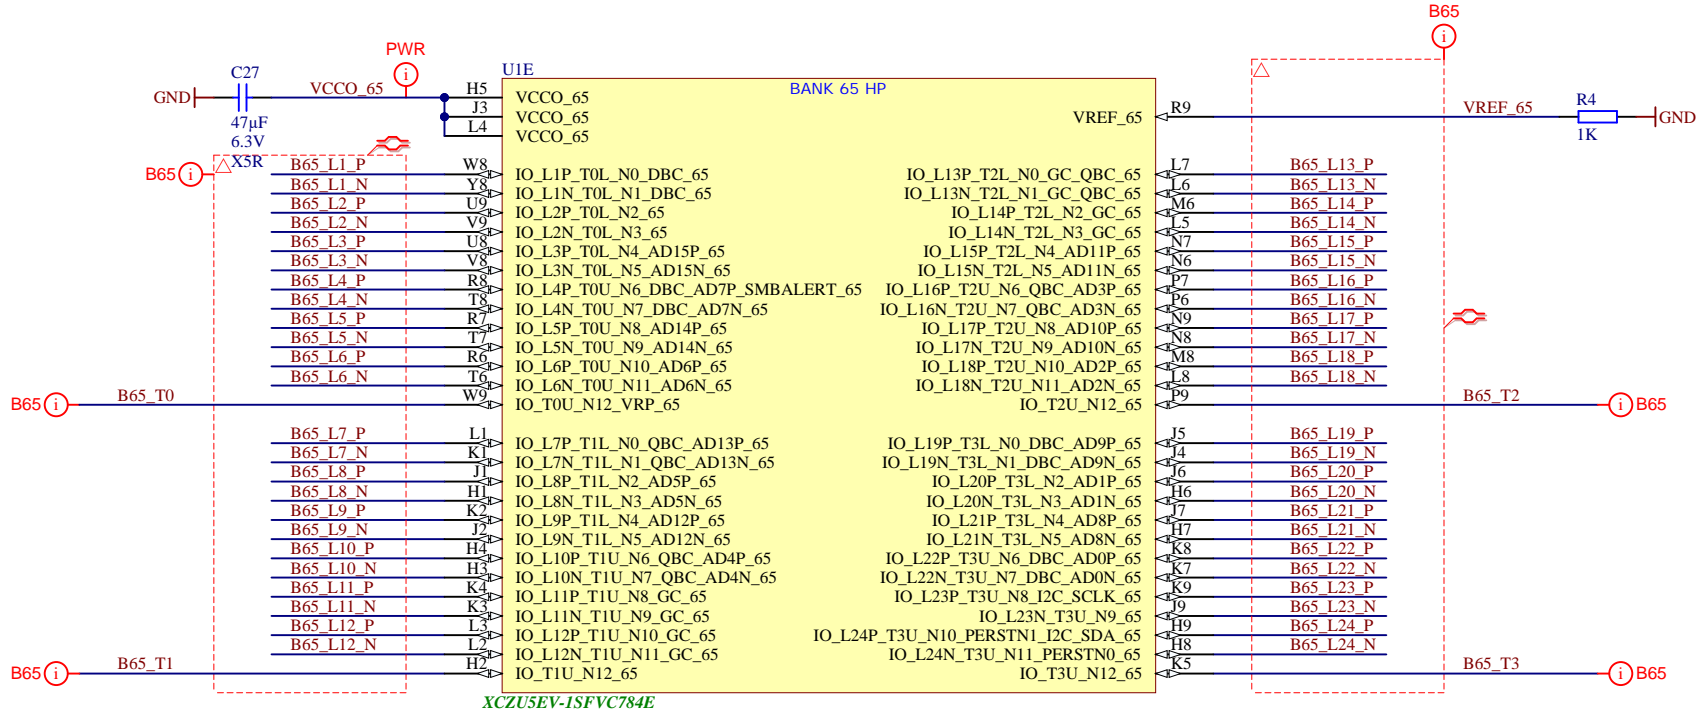 B65
i
PWR
i
C27
GND
VCCO_65
47µF
6.3V
X5R
U1E
BANK 65 HP
H5 VCCO_65
J3 VCCO_65
L4 VCCO_65
VREF_65 R9 VREF_65
R4
1K
GND
B65 i
B65_L1_P W8 IO_L1P_T0L_N0_DBC_65
B65_L1_N Y8 IO_L1N_T0L_N1_DBC_65
B65_L2_P U9 IO_L2P_T0L_N2_65
B65_L2_N V9 IO_L2N_T0L_N3_65
B65_L3_P U8 IO_L3P_T0L_N4_AD15P_65
B65_L3_N V8 IO_L3N_T0L_N5_AD15N_65
B65_L4_P R8 IO_L4P_T0U_N6_DBC_AD7P_SMBALERT_65
B65_L4_N T8 IO_L4N_T0U_N7_DBC_AD7N_65
B65_L5_P R7 IO_L5P_T0U_N8_AD14P_65
B65_L5_N T7 IO_L5N_T0U_N9_AD14N_65
B65_L6_P R6 IO_L6P_T0U_N10_AD6P_65
B65_L6_N T6 IO_L6N_T0U_N11_AD6N_65
B65 i B65_T0 W9 IO_T0U_N12_VRP_65
B65_L7_P L1 IO_L7P_T1L_N0_QBC_AD13P_65
B65_L7_N K1 IO_L7N_T1L_N1_QBC_AD13N_65
B65_L8_P J1 IO_L8P_T1L_N2_AD5P_65
B65_L8_N H1 IO_L8N_T1L_N3_AD5N_65
B65_L9_P K2 IO_L9P_T1L_N4_AD12P_65
B65_L9_N J2 IO_L9N_T1L_N5_AD12N_65
B65_L10_P H4 IO_L10P_T1U_N6_QBC_AD4P_65
B65_L10_N H3 IO_L10N_T1U_N7_QBC_AD4N_65
B65_L11_P K4 IO_L11P_T1U_N8_GC_65
B65_L11_N K3 IO_L11N_T1U_N9_GC_65
B65_L12_P L3 IO_L12P_T1U_N10_GC_65
B65_L12_N L2 IO_L12N_T1U_N11_GC_65
B65 i B65_T1 H2 IO_T1U_N12_65
IO_L13P_T2L_N0_GC_QBC_65 L7 B65_L13_P
IO_L13N_T2L_N1_GC_QBC_65 L6 B65_L13_N
IO_L14P_T2L_N2_GC_65 M6 B65_L14_P
IO_L14N_T2L_N3_GC_65 L5 B65_L14_N
IO_L15P_T2L_N4_AD11P_65 N7 B65_L15_P
IO_L15N_T2L_N5_AD11N_65 N6 B65_L15_N
IO_L16P_T2U_N6_QBC_AD3P_65 P7 B65_L16_P
IO_L16N_T2U_N7_QBC_AD3N_65 P6 B65_L16_N
IO_L17P_T2U_N8_AD10P_65 N9 B65_L17_P
IO_L17N_T2U_N9_AD10N_65 N8 B65_L17_N
IO_L18P_T2U_N10_AD2P_65 M8 B65_L18_P
IO_L18N_T2U_N11_AD2N_65 L8 B65_L18_N
IO_T2U_N12_65 P9 B65_T2 i B65
IO_L19P_T3L_N0_DBC_AD9P_65 J5 B65_L19_P
IO_L19N_T3L_N1_DBC_AD9N_65 J4 B65_L19_N
IO_L20P_T3L_N2_AD1P_65 J6 B65_L20_P
IO_L20N_T3L_N3_AD1N_65 H6 B65_L20_N
IO_L21P_T3L_N4_AD8P_65 J7 B65_L21_P
IO_L21N_T3L_N5_AD8N_65 H7 B65_L21_N
IO_L22P_T3U_N6_DBC_AD0P_65 K8 B65_L22_P
IO_L22N_T3U_N7_DBC_AD0N_65 K7 B65_L22_N
IO_L23P_T3U_N8_I2C_SCLK_65 K9 B65_L23_P
IO_L23N_T3U_N9_65 J9 B65_L23_N
IO_L24P_T3U_N10_PERSTN1_I2C_SDA_65 H9 B65_L24_P
IO_L24N_T3U_N11_PERSTN0_65 H8 B65_L24_N
IO_T3U_N12_65 K5 B65_T3 i B65
XCZU5EV-1SFVC784E